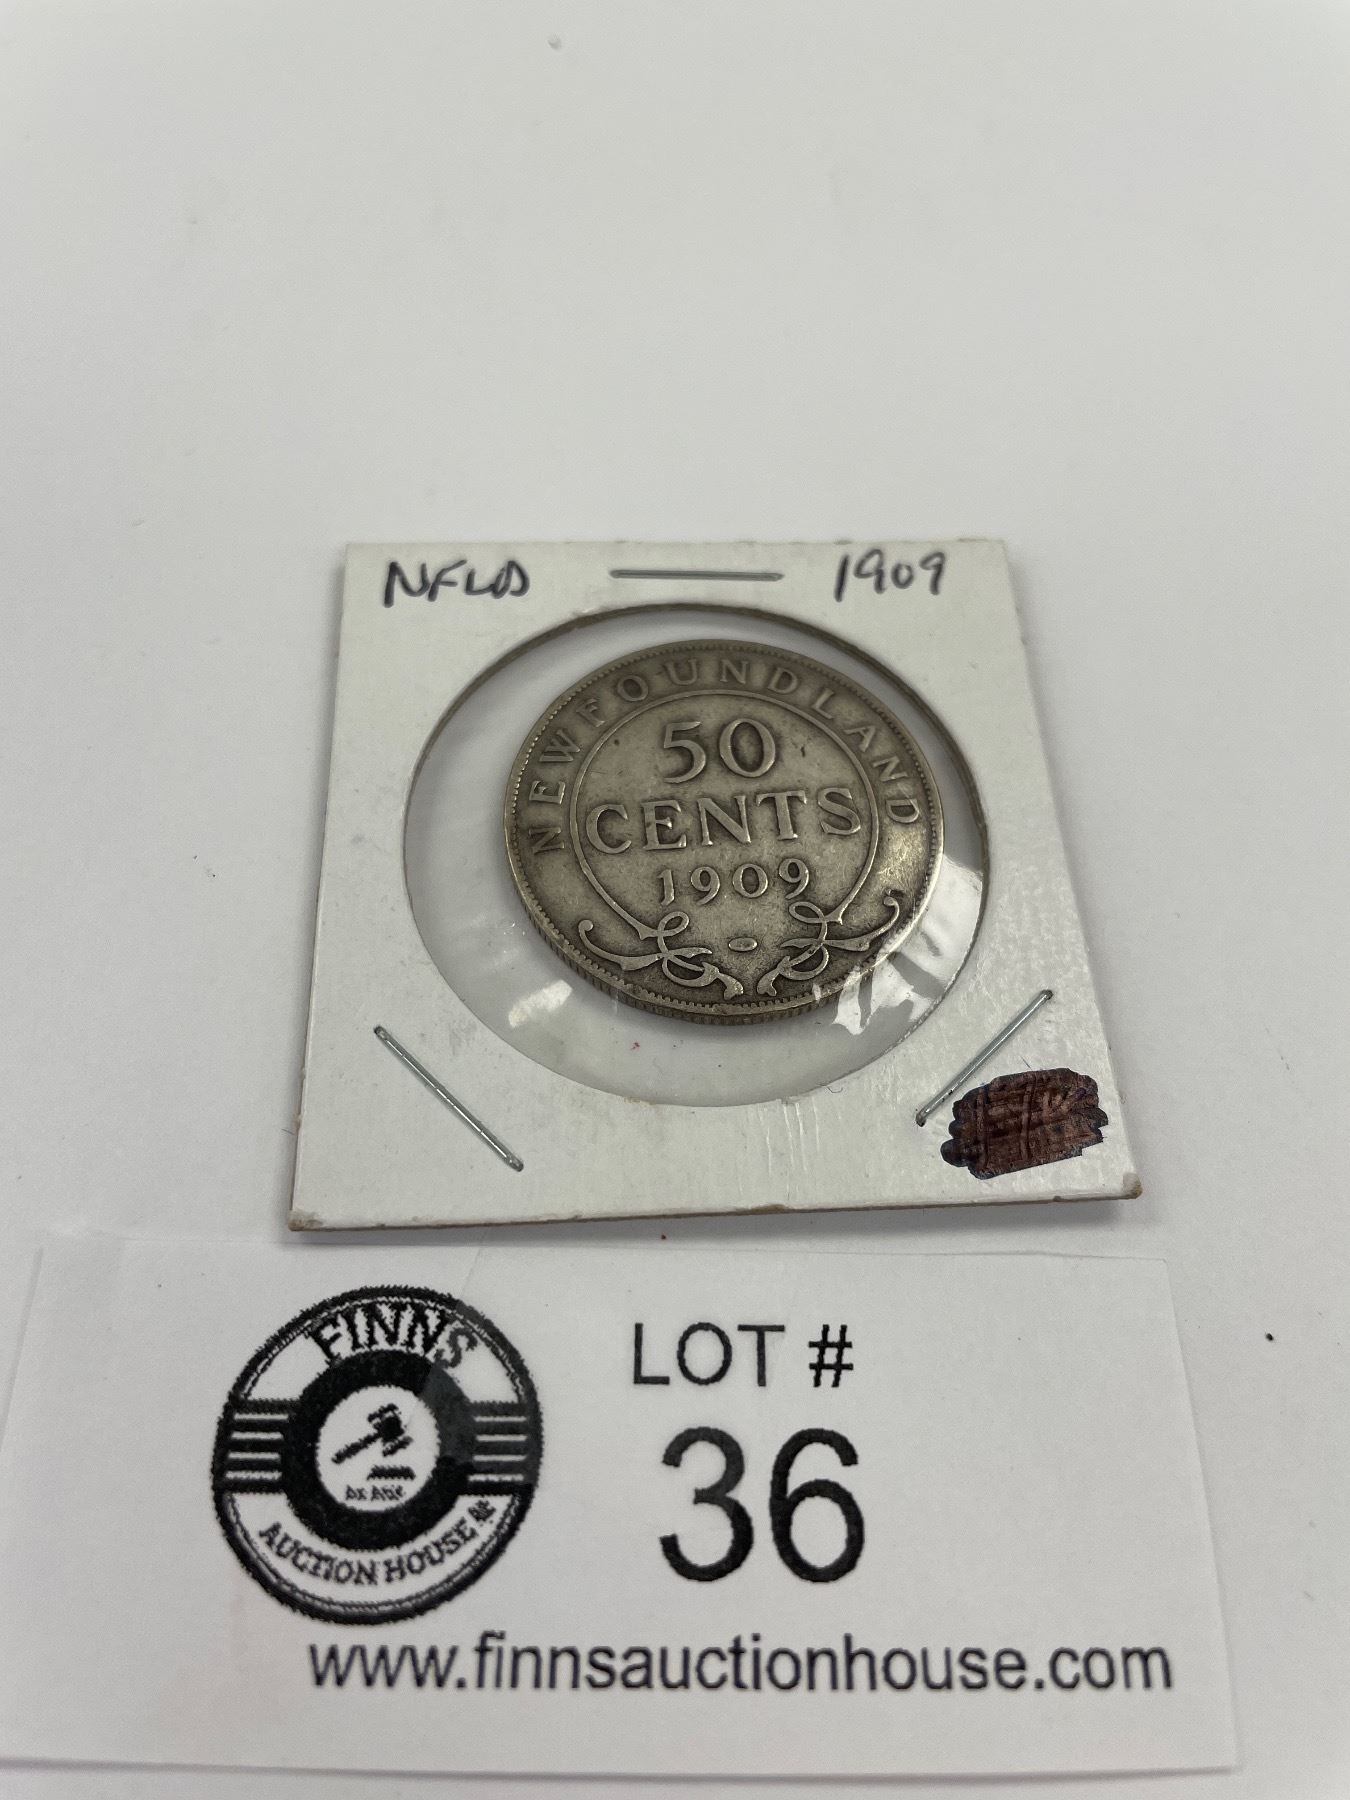 NFLD 1909
NEWFOUNDLAND
50
CENTS
1909
FINNS
AUCTION HOUSE
LOT #
36
www.finnsauctionhouse.com